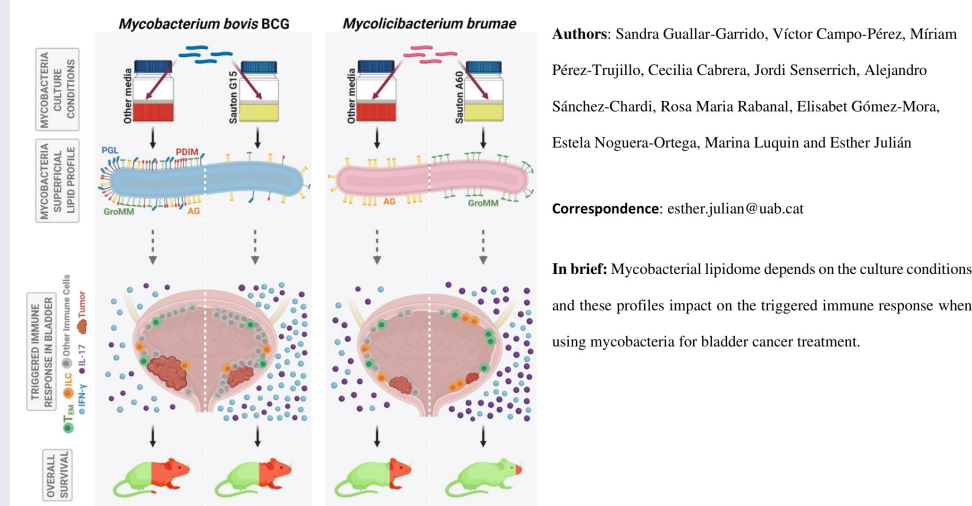 Mycobacterium bovis BCG
Mycolicibacterium brumae
MYCOBACTERIA
CULTURE
CONDITIONS
Other media
Sauton G15
Other media
Sauton A60
MYCOBACTERIA
SUPERFICIAL
LIPID PROFILE
PGL
PDIM
GroMM
AG
AG
GroMM
TRIGGERED IMMUNE
RESPONSE IN BLADDER
TEM
ILC
Other Immune Cells
IFN-γ
IL-17
Tumor
OVERALL
SURVIVAL
Authors: Sandra Guallar-Garrido, Víctor Campo-Pérez, Míriam
Pérez-Trujillo, Cecilia Cabrera, Jordi Senserrich, Alejandro
Sánchez-Chardi, Rosa Maria Rabanal, Elisabet Gómez-Mora,
Estela Noguera-Ortega, Marina Luquin and Esther Julián
Correspondence: esther.julian@uab.cat
In brief: Mycobacterial lipidome depends on the culture conditions
and these profiles impact on the triggered immune response when
using mycobacteria for bladder cancer treatment.